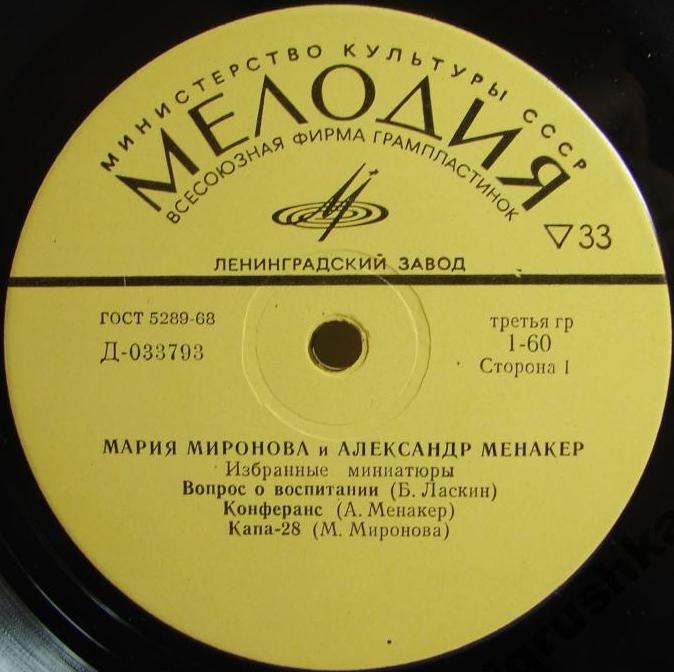 МИНИСТЕРСТВО КУЛЬТУРЫ СССР
МЕЛОДИЯ
ВСЕСОЮЗНАЯ ФИРМА ГРАМПЛАСТИНОК
▽33
ЛЕНИНГРАДСКИЙ ЗАВОД
ГОСТ 5289-68
третья гр
Д-033793
1-60
Сторона 1
МАРИЯ МИРОНОВА и АЛЕКСАНДР МЕНАКЕР
Избранные миниатюры
Вопрос о воспитании (Б. Ласкин)
Конферанс (А. Менакер)
Капа-28 (М. Миронова)